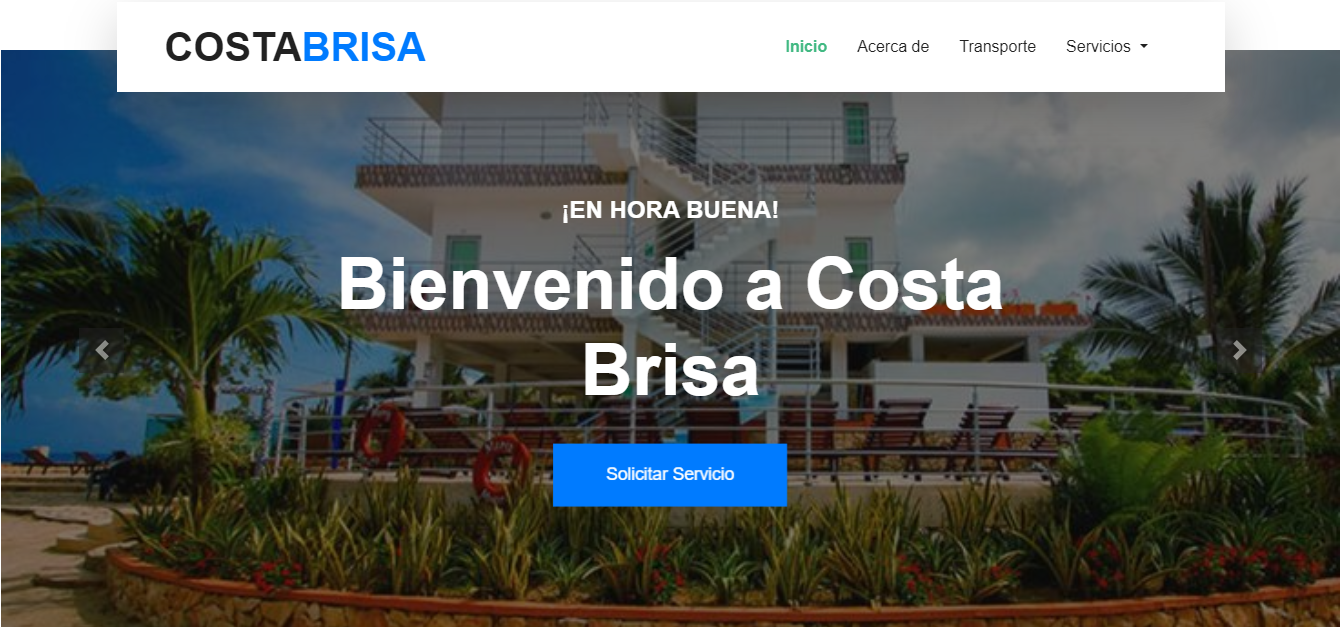 COSTABRISA
Inicio Acerca de Transporte Servicios
¡EN HORA BUENA!
Bienvenido a Costa
Brisa
Solicitar Servicio